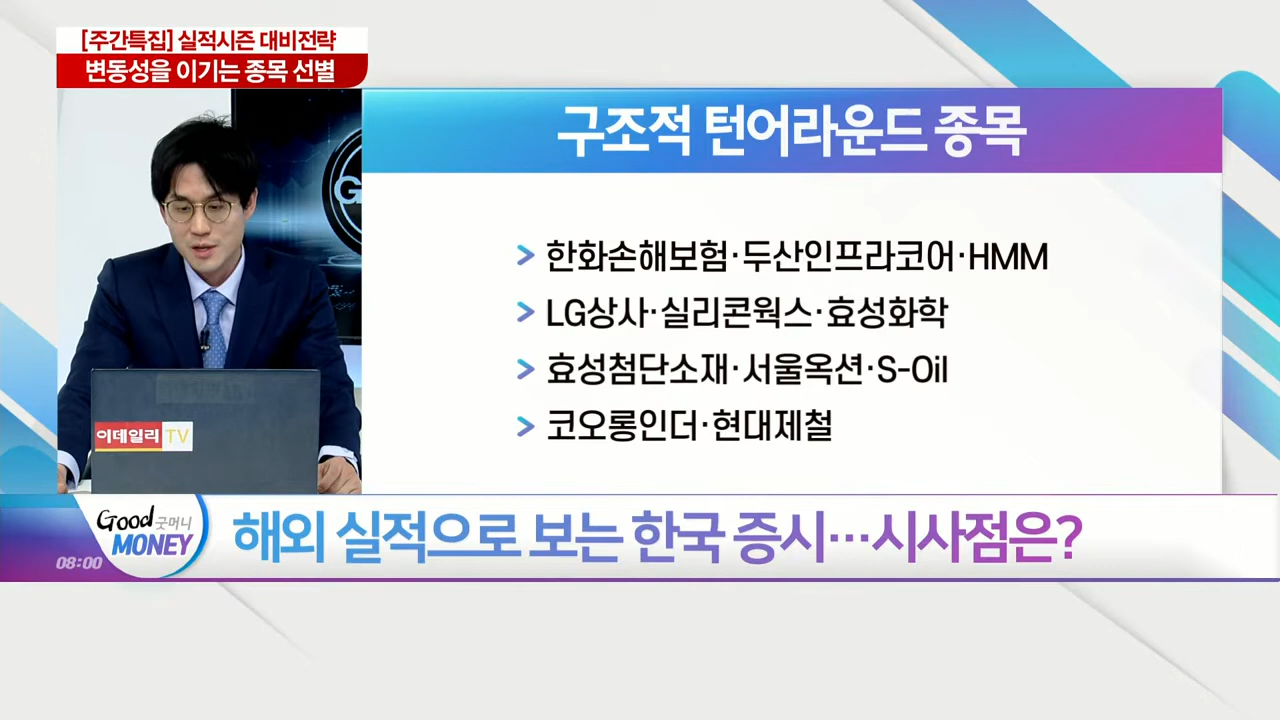 [주간특집] 실적시즌 대비전략
변동성을 이기는 종목 선별
구조적 턴어라운드 종목
> 한화손해보험·두산인프라코어·HMM
> LG상사·실리콘웍스·효성화학
> 효성첨단소재·서울옥션·S-Oil
> 코오롱인더·현대제철
이데일리 TV
Good 굿머니
MONEY
08:00
해외 실적으로 보는 한국 증시…시사점은?